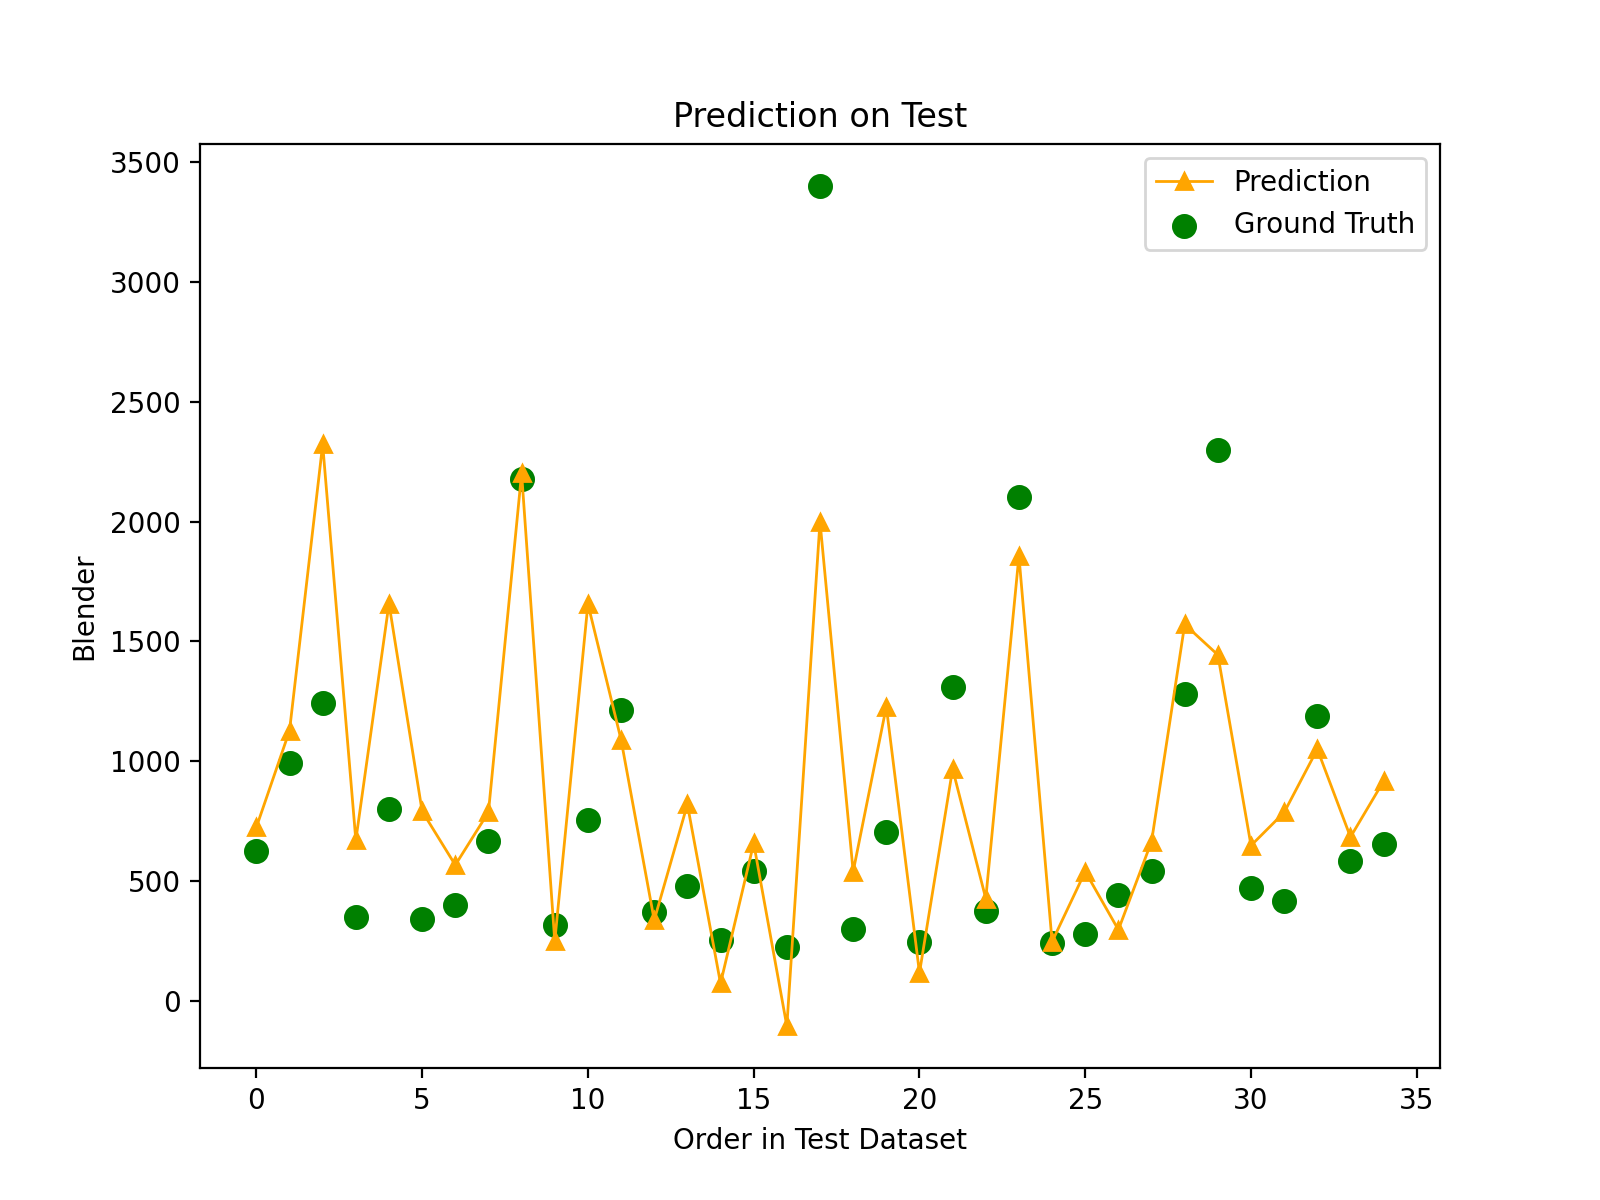 Prediction on Test
Prediction
Ground Truth
3500
3000
2500
2000
1500
1000
500
0
Blender
0 5 10 15 20 25 30 35
Order in Test Dataset